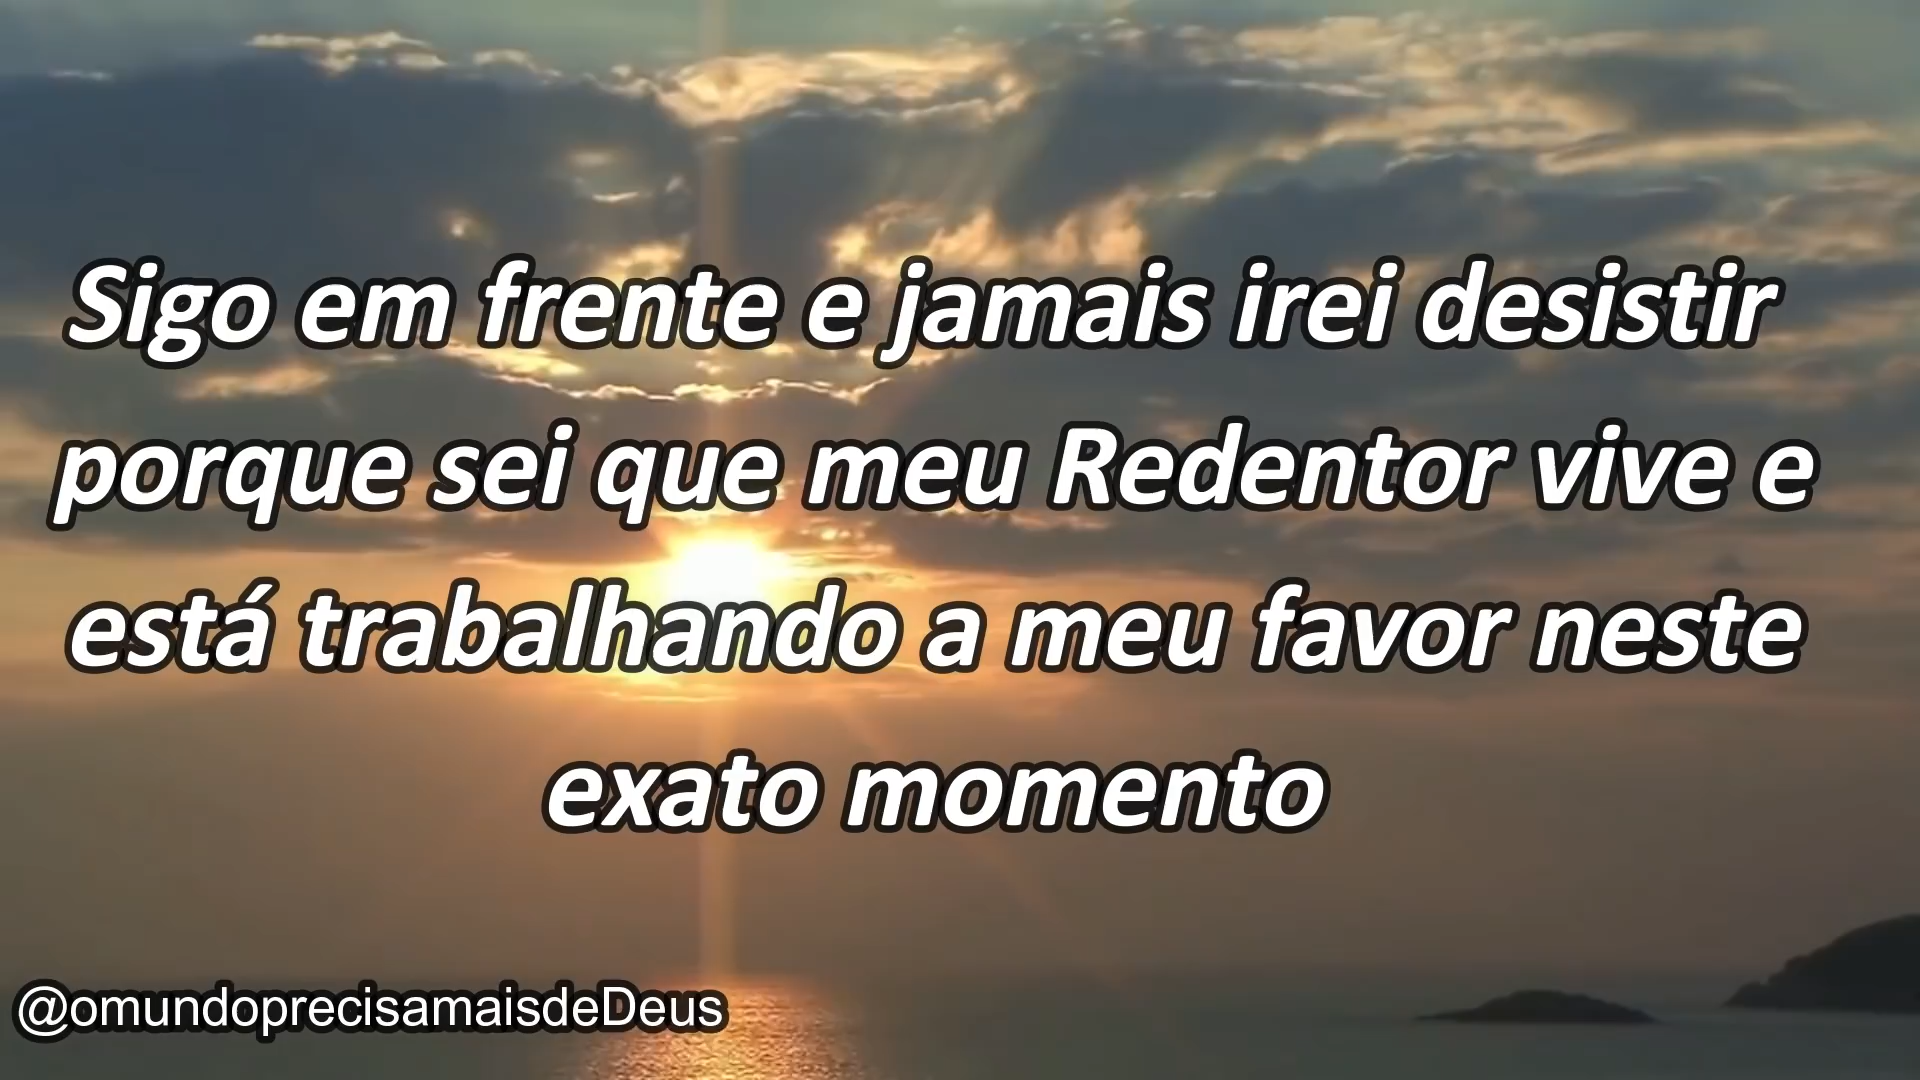 Sigo em frente e jamais irei desistir
porque sei que meu Redentor vive e
está trabalhando a meu favor neste
exato momento
@omundoprecisamaisdeDeus